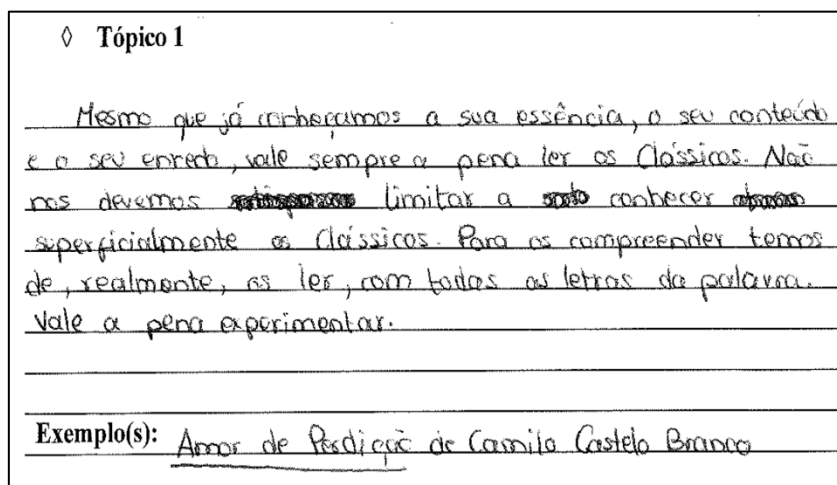 ◊ Tópico 1
Mesmo que já conheçamos a sua essência, o seu conteúdo
e o seu enredo, vale sempre a pena ler os Clássicos. Não
nos devemos limitar a conhecer
superficialmente os Clássicos. Para os compreender temos
de, realmente, os ler, com todas as letras da palavra.
Vale a pena experimentar.
Exemplo(s): Amor de Perdição de Camilo Castelo Branco